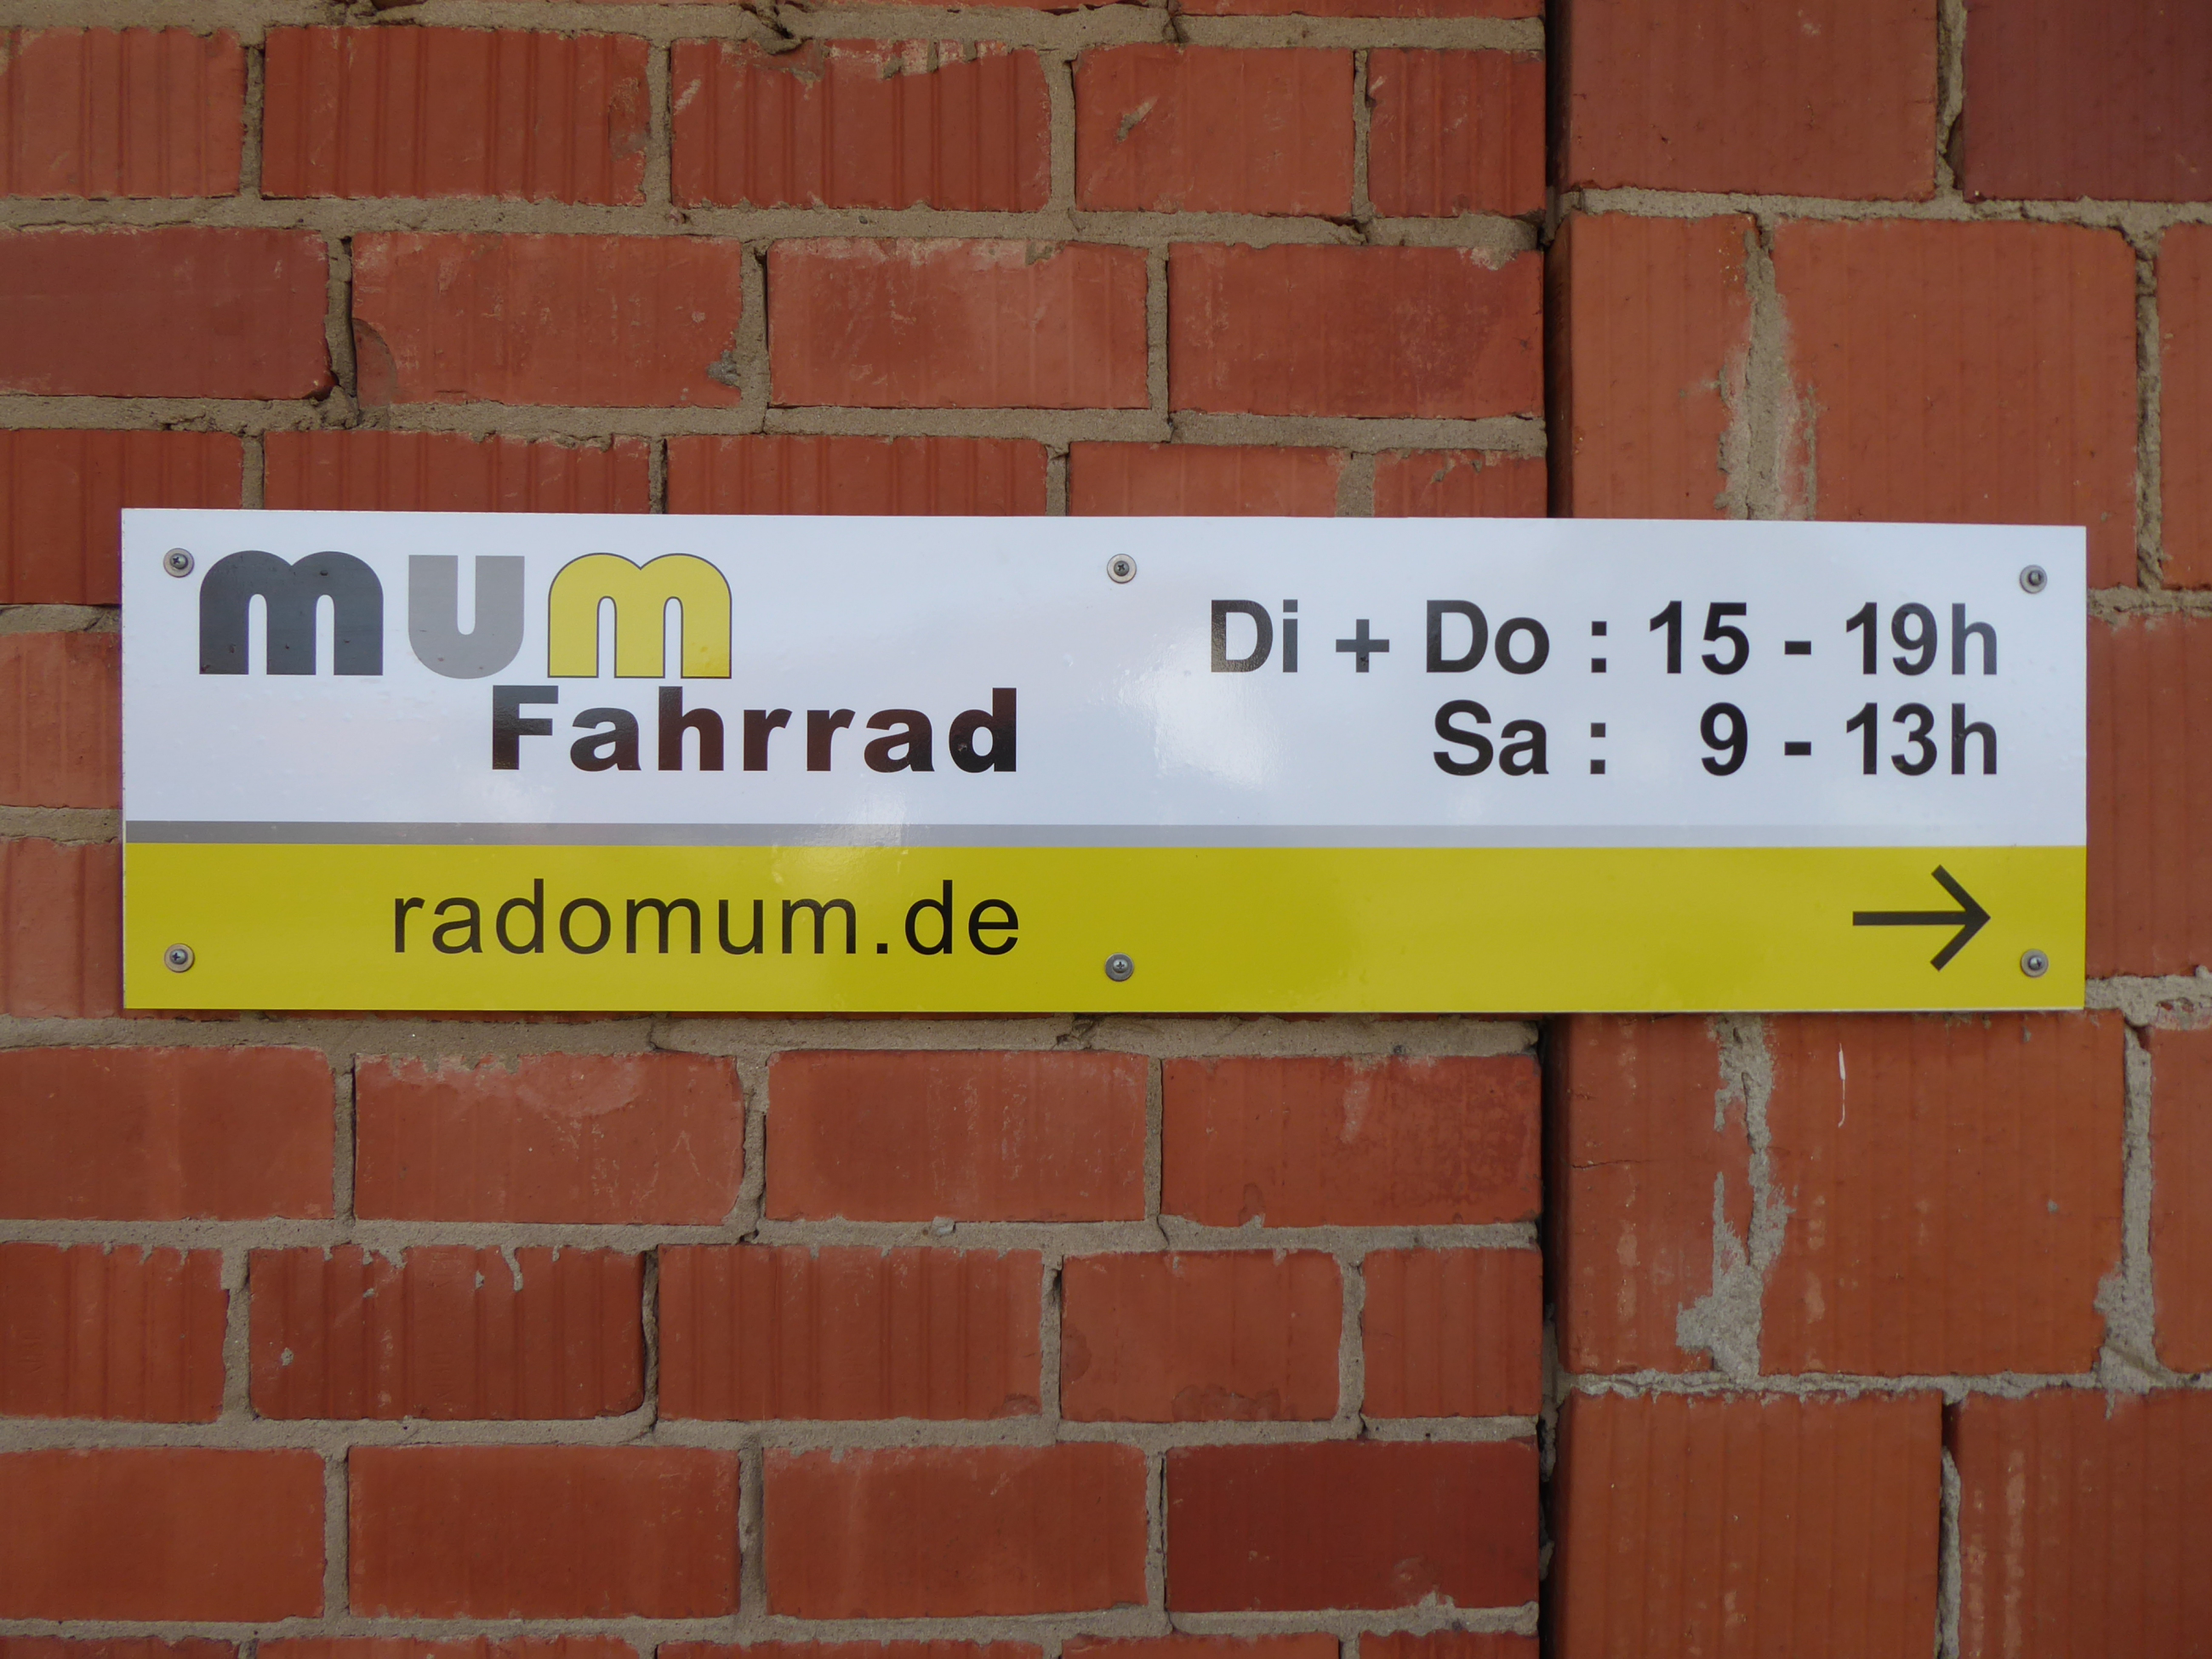 mum
Fahrrad
Di + Do : 15 - 19h
Sa : 9 - 13h
radomum.de